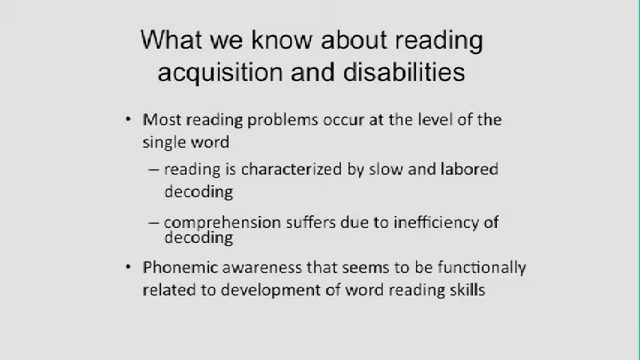 What we know about reading
acquisition and disabilities
• Most reading problems occur at the level of the
single word
– reading is characterized by slow and labored
decoding
– comprehension suffers due to inefficiency of
decoding
• Phonemic awareness that seems to be functionally
related to development of word reading skills